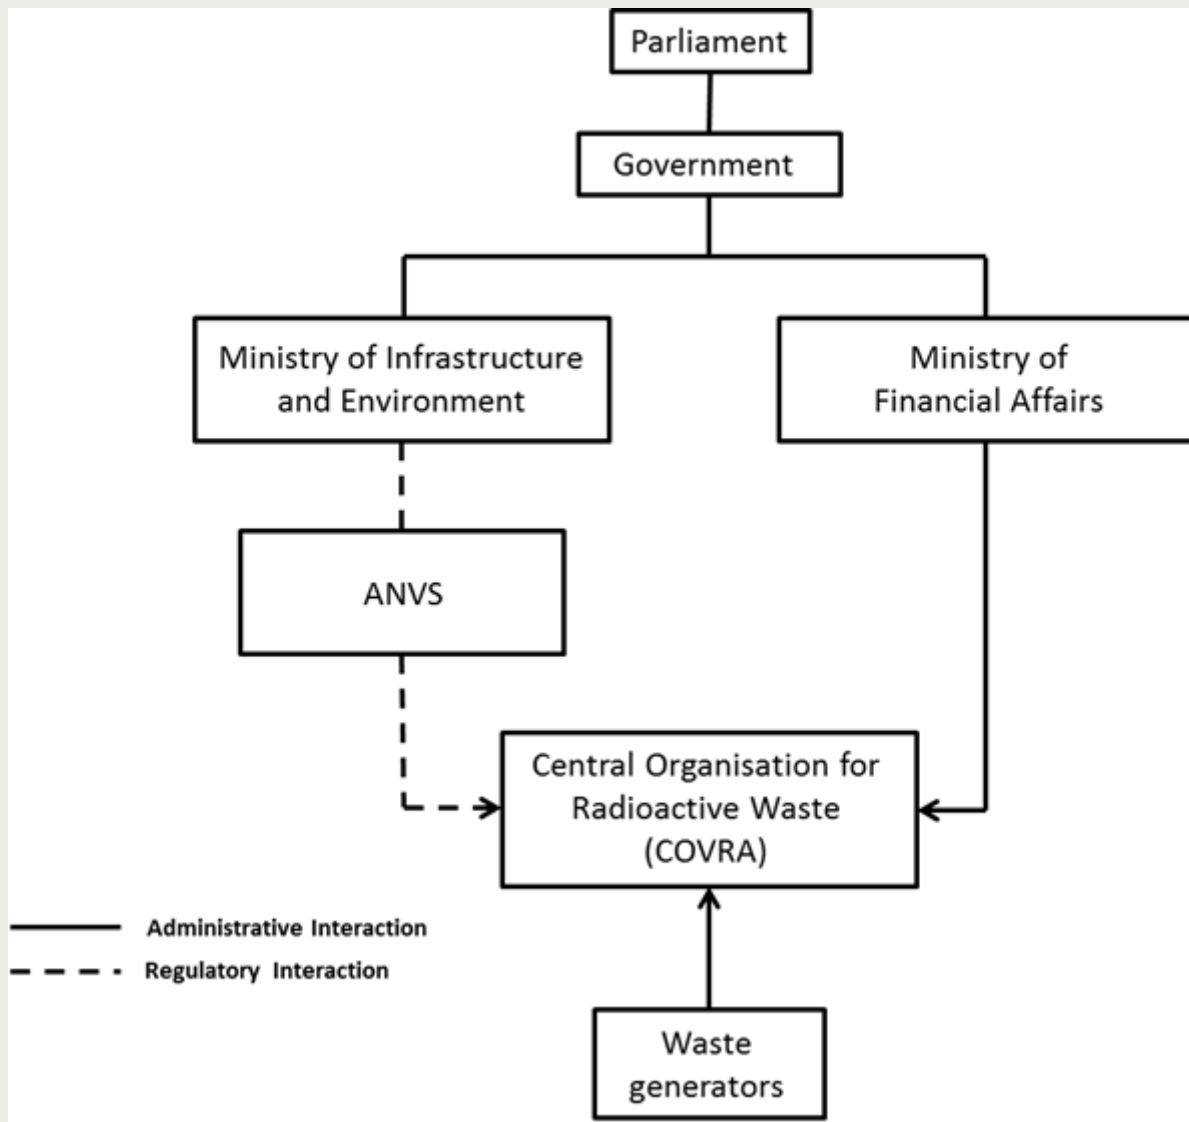 Parliament
Government
Ministry of Infrastructure
and Environment
Ministry of
Financial Affairs
ANVS
Central Organisation for
Radioactive Waste
(COVRA)
Administrative Interaction
Regulatory Interaction
Waste
generators